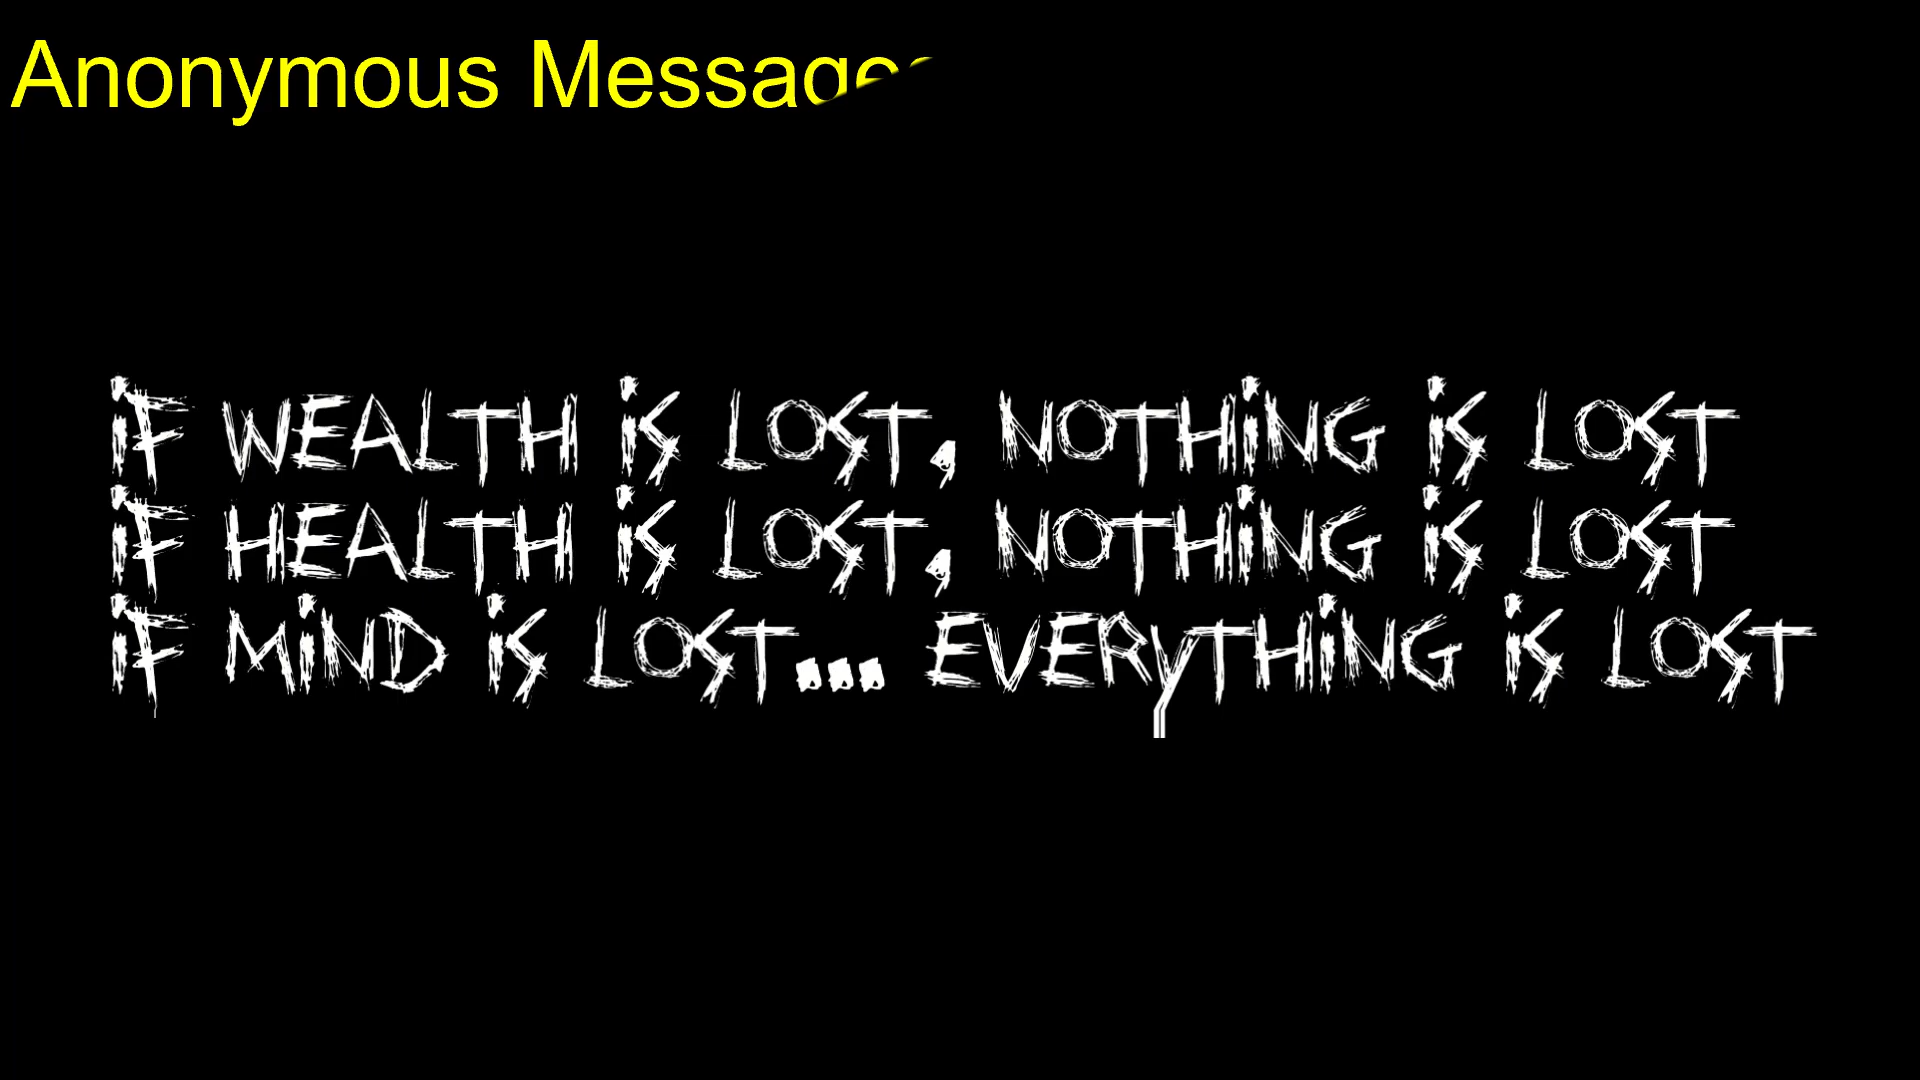 Anonymous Messages
iF WEALTH iS LOST, NOTHiNG iS LOST
iF HEALTH iS LOST, NOTHiNG iS LOST
iF MiND iS LOST... EVERYTHiNG iS LOST